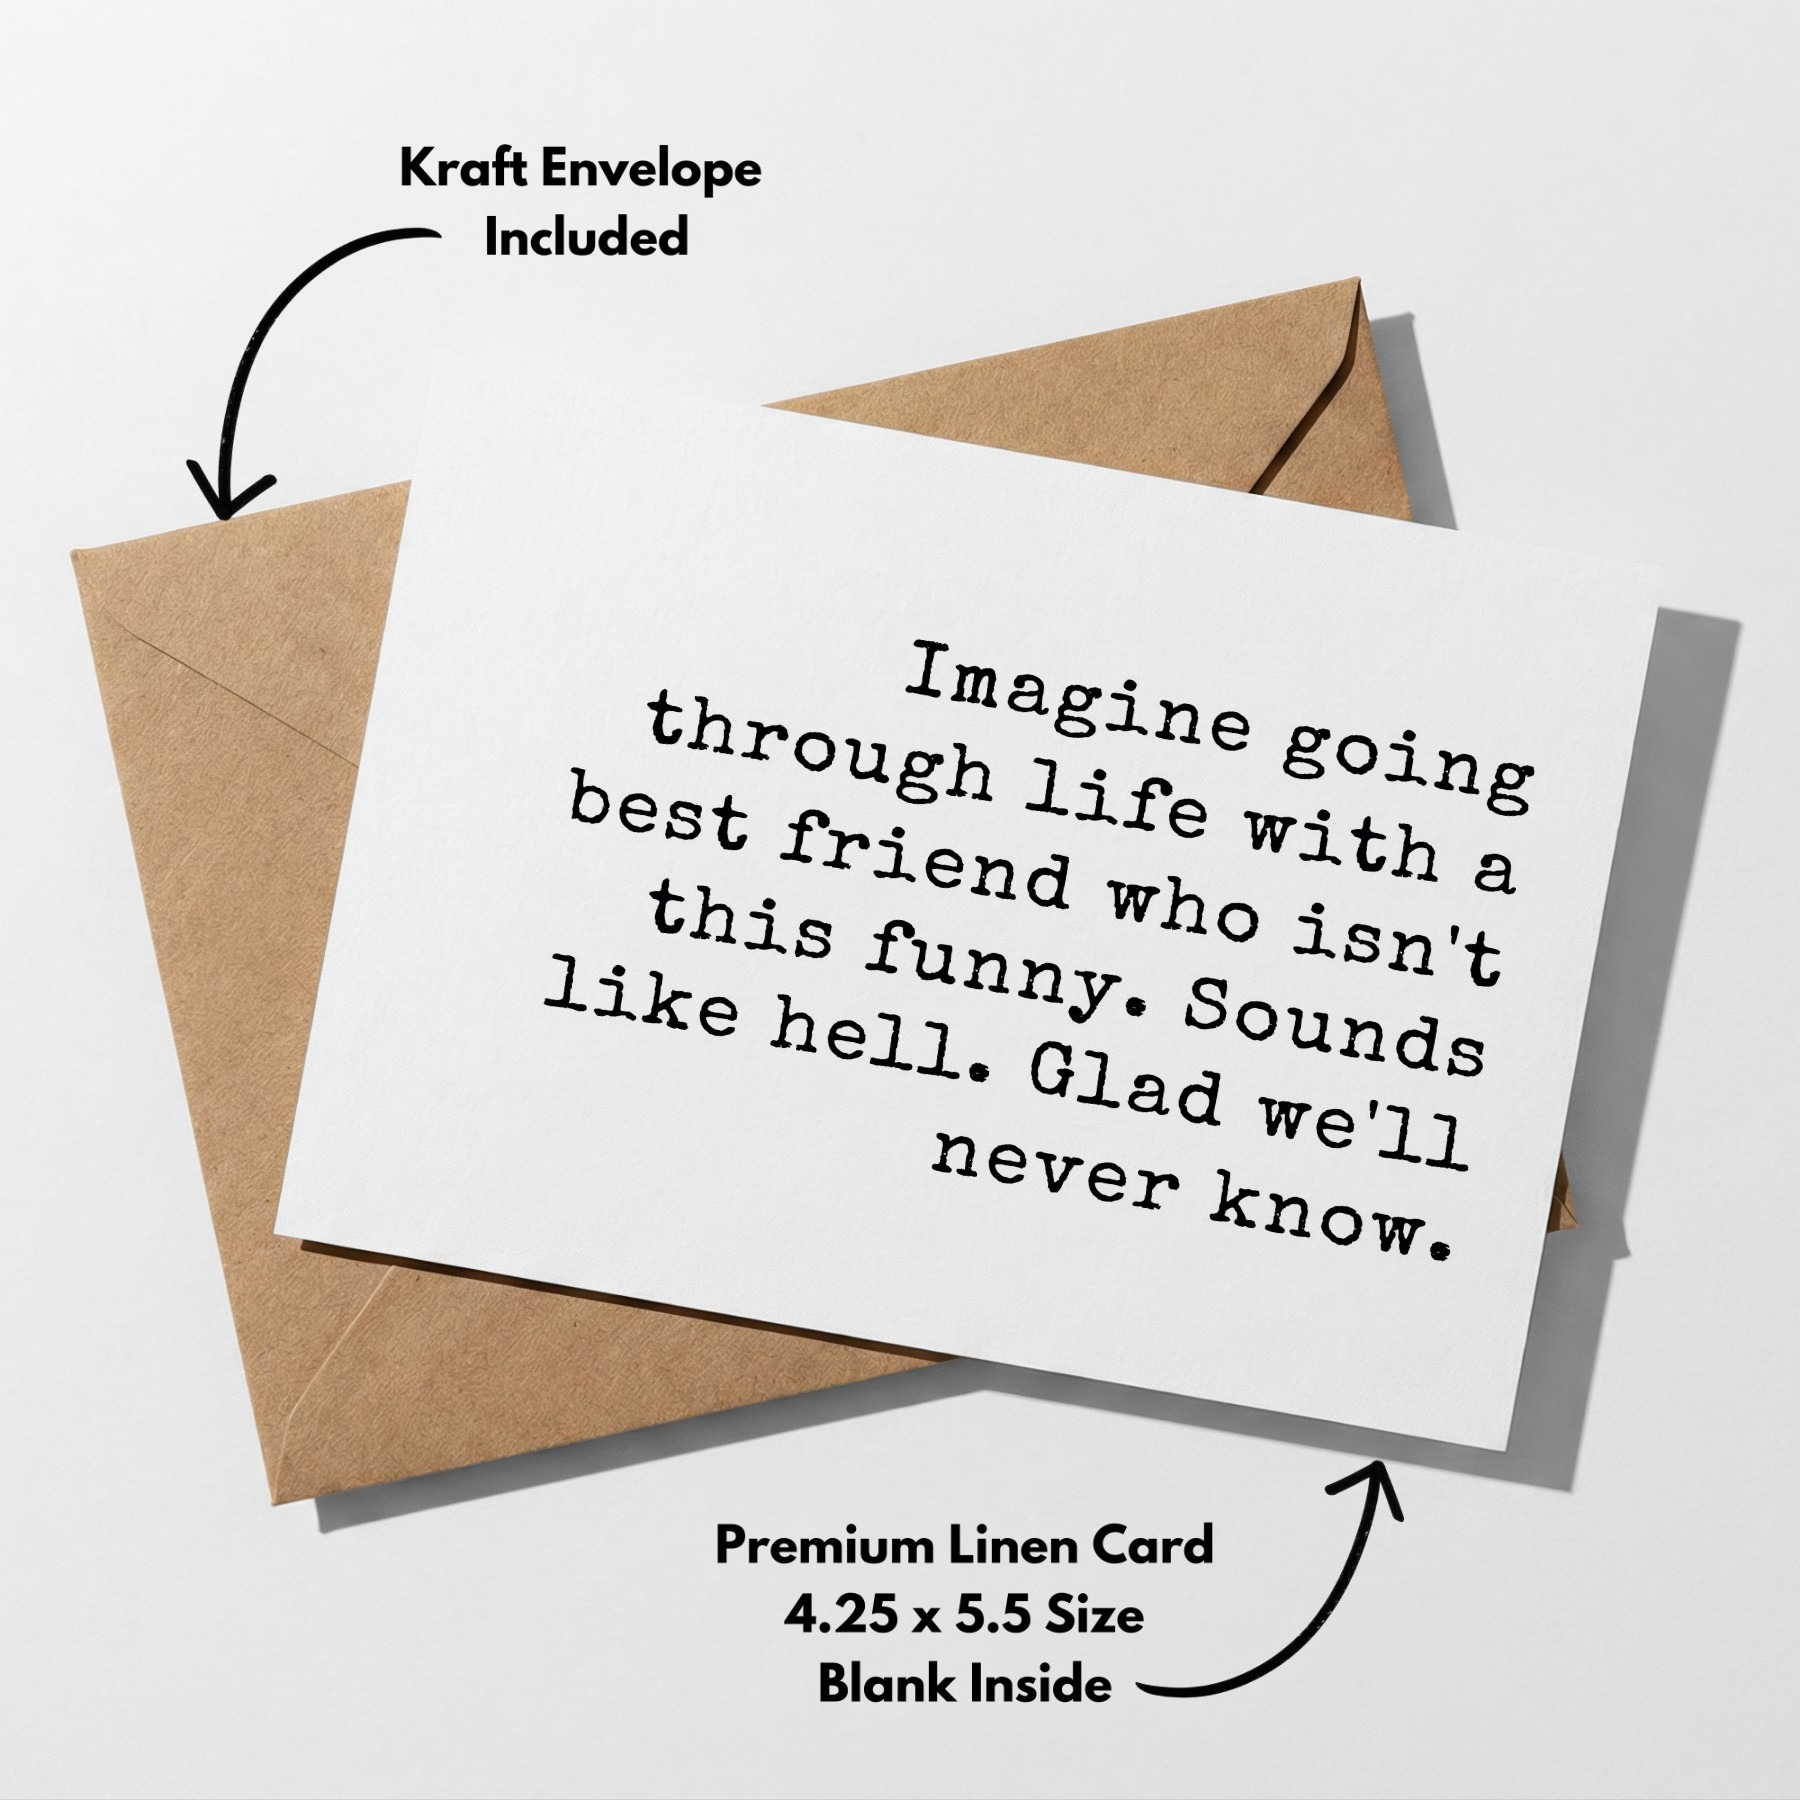 Kraft Envelope
Included
Imagine going
through life with a
best friend who isn't
this funny. Sounds
like hell. Glad we'll
never know.
Premium Linen Card
4.25 x 5.5 Size
Blank Inside